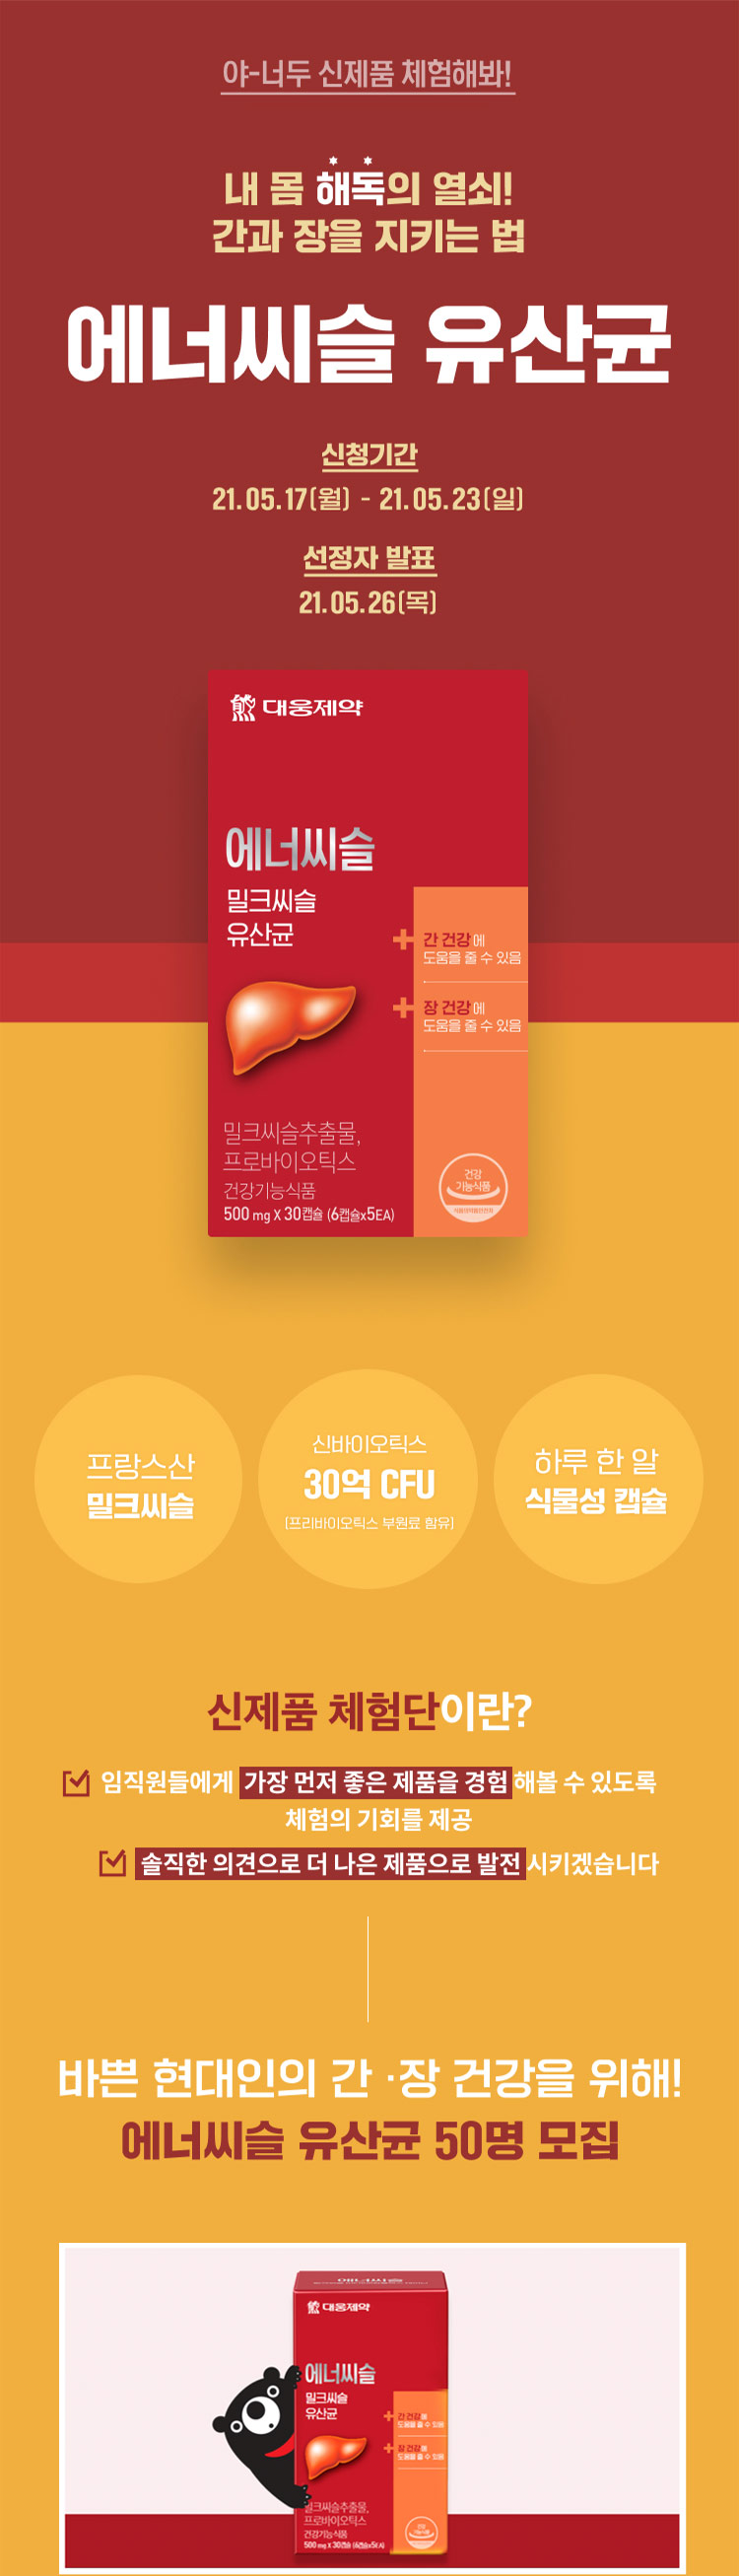 야-너두 신제품 체험해봐!
내 몸 해독의 열쇠!
간과 장을 지키는 법
에너씨슬 유산균
신청기간
21.05.17(월) - 21.05.23(일)
선정자 발표
21.05.26(목)
대웅제약
에너씨슬
밀크씨슬
유산균
간 건강에
도움을 줄 수 있음
장 건강에
도움을 줄 수 있음
밀크씨슬추출물,
프로바이오틱스
건강기능식품
500 mg X 30캡슐 (6캡슐x5EA)
건강
기능식품
식품의약품안전처
프랑스산
밀크씨슬
신바이오틱스
30억 CFU
(프리바이오틱스 부원료 함유)
하루 한 알
식물성 캡슐
신제품 체험단이란?
임직원들에게 가장 먼저 좋은 제품을 경험해볼 수 있도록
체험의 기회를 제공
솔직한 의견으로 더 나은 제품으로 발전시키겠습니다
바쁜 현대인의 간·장 건강을 위해!
에너씨슬 유산균 50명 모집
에너씨슬
대웅제약
에너씨슬
밀크씨슬
유산균
간 건강에
도움을 줄 수 있음
장 건강에
도움을 줄 수 있음
밀크씨슬추출물,
프로바이오틱스
건강기능식품
500 mg X 30캡슐 (6캡슐x5EA)
건강
기능식품